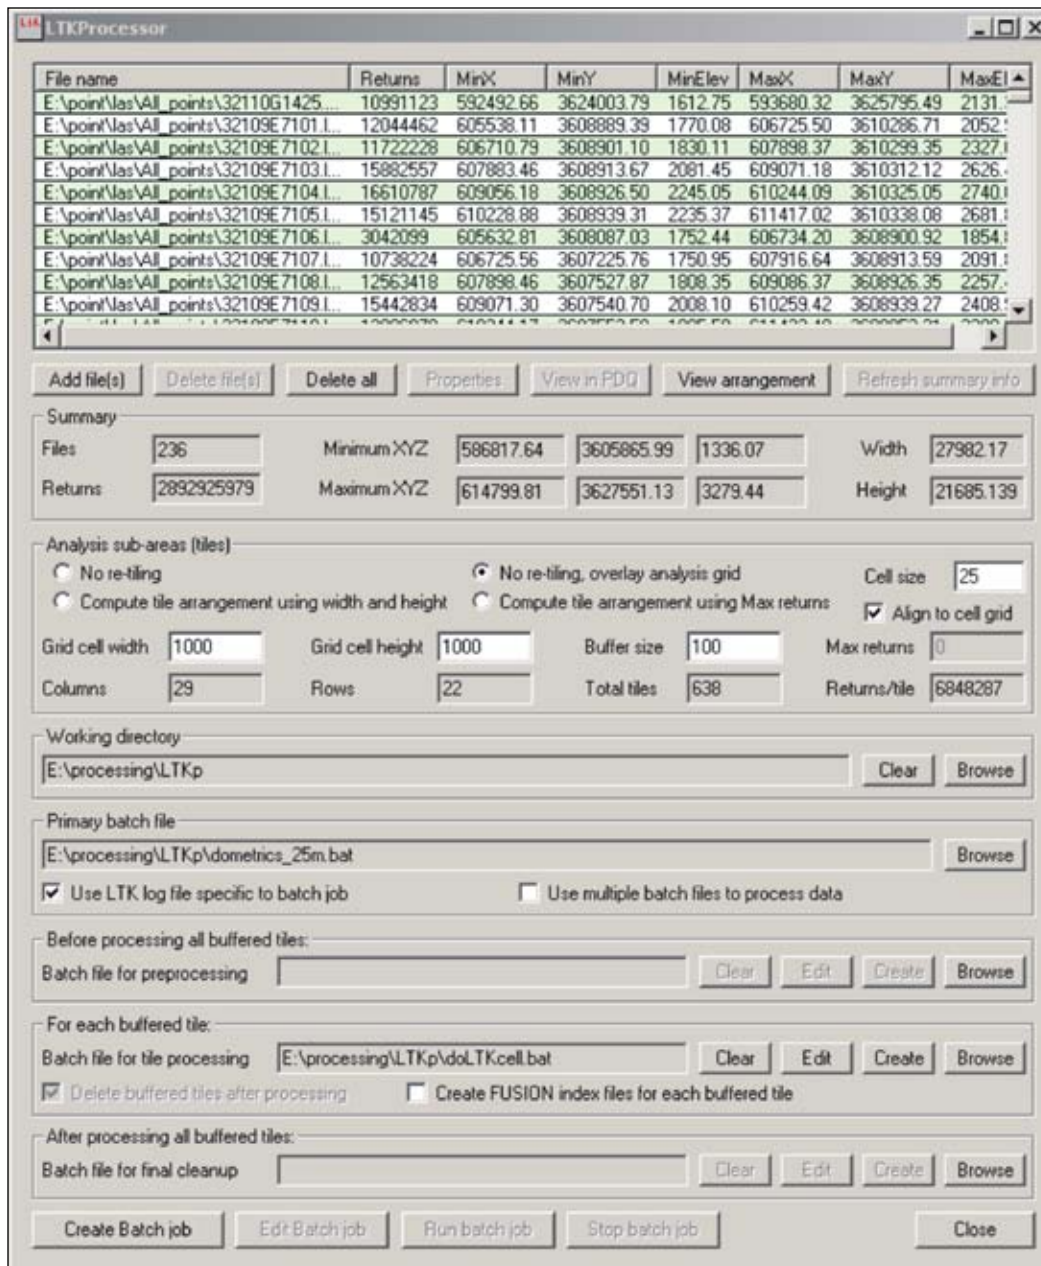 LTK LTKProcessor
File name Returns MinX MinY MinElev MaxX MaxY MaxEl
E:\point\las\All_points\32110G1425.... 10991123 592492.66 3624003.79 1612.75 593680.32 3625795.49 2131.
E:\point\las\All_points\32109E7101.l... 12044462 605538.11 3608889.39 1770.08 606725.50 3610286.71 2052.
E:\point\las\All_points\32109E7102.l... 11722228 606710.79 3608901.10 1830.11 607898.37 3610299.35 2327.
E:\point\las\All_points\32109E7103.l... 15882557 607883.46 3608913.67 2081.45 609071.18 3610312.12 2626.
E:\point\las\All_points\32109E7104.l... 16610787 609056.18 3608926.50 2245.05 610244.09 3610325.05 2740.
E:\point\las\All_points\32109E7105.l... 15121145 610228.88 3608939.31 2235.37 611417.02 3610338.08 2681.
E:\point\las\All_points\32109E7106.l... 3042099 605632.81 3608087.03 1752.44 606734.20 3608900.92 1854.
E:\point\las\All_points\32109E7107.l... 10738224 606725.56 3607225.76 1750.95 607916.64 3608913.59 2091.
E:\point\las\All_points\32109E7108.l... 12563418 607898.46 3607527.87 1808.35 609086.37 3608926.35 2257.
E:\point\las\All_points\32109E7109.l... 15442834 609071.30 3607540.70 2008.10 610259.42 3608939.27 2408.
Add file(s) Delete file(s) Delete all Properties View in PDQ View arrangement Refresh summary info
Summary
Files 236 Minimum XYZ 586817.64 3605865.99 1336.07 Width 27982.17
Returns 2892925979 Maximum XYZ 614799.81 3627551.13 3279.44 Height 21685.139
Analysis sub-areas (tiles)
No re-tiling No re-tiling, overlay analysis grid Cell size 25
Compute tile arrangement using width and height Compute tile arrangement using Max returns Align to cell grid
Grid cell width 1000 Grid cell height 1000 Buffer size 100 Max returns 0
Columns 29 Rows 22 Total tiles 638 Returns/tile 6848287
Working directory
E:\processing\LTKp Clear Browse
Primary batch file
E:\processing\LTKp\dometrics_25m.bat Browse
Use LTK log file specific to batch job Use multiple batch files to process data
Before processing all buffered tiles:
Batch file for preprocessing Clear Edit Create Browse
For each buffered tile:
Batch file for tile processing E:\processing\LTKp\doLTKcell.bat Clear Edit Create Browse
Delete buffered tiles after processing Create FUSION index files for each buffered tile
After processing all buffered tiles:
Batch file for final cleanup Clear Edit Create Browse
Create Batch job Edit Batch job Run batch job Stop batch job Close